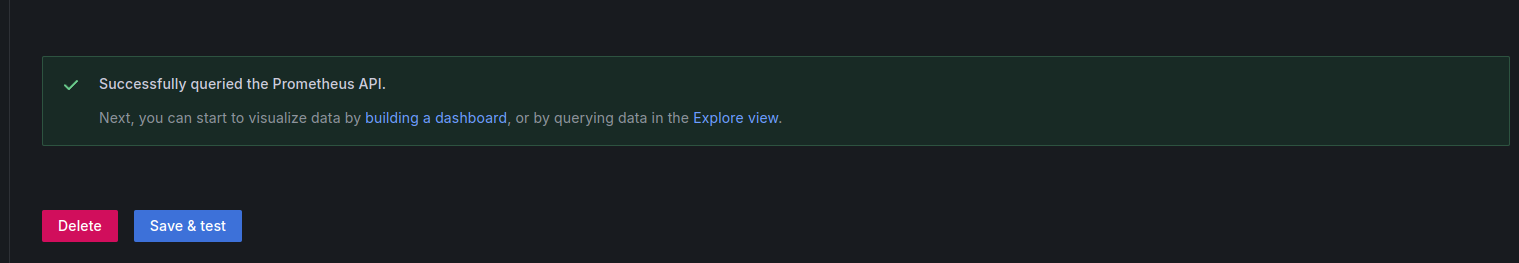 Successfully queried the Prometheus API.
Next, you can start to visualize data by building a dashboard, or by querying data in the Explore view.
Delete
Save & test